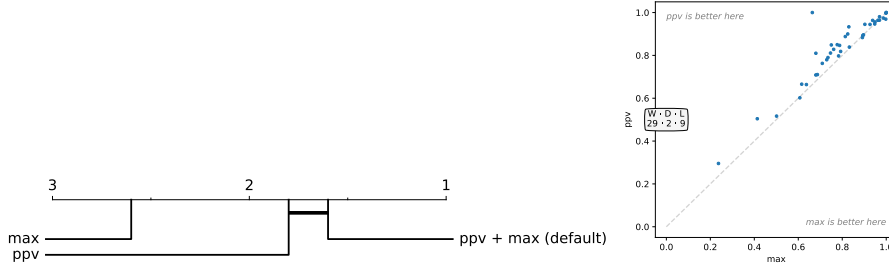 3 2 1
max
ppv
ppv + max (default)
ppv is better here
1.0
0.8
0.6
0.4
0.2
0.0
ppv
W · D · L
29 · 2 · 9
max is better here
0.0 0.2 0.4 0.6 0.8 1.0
max